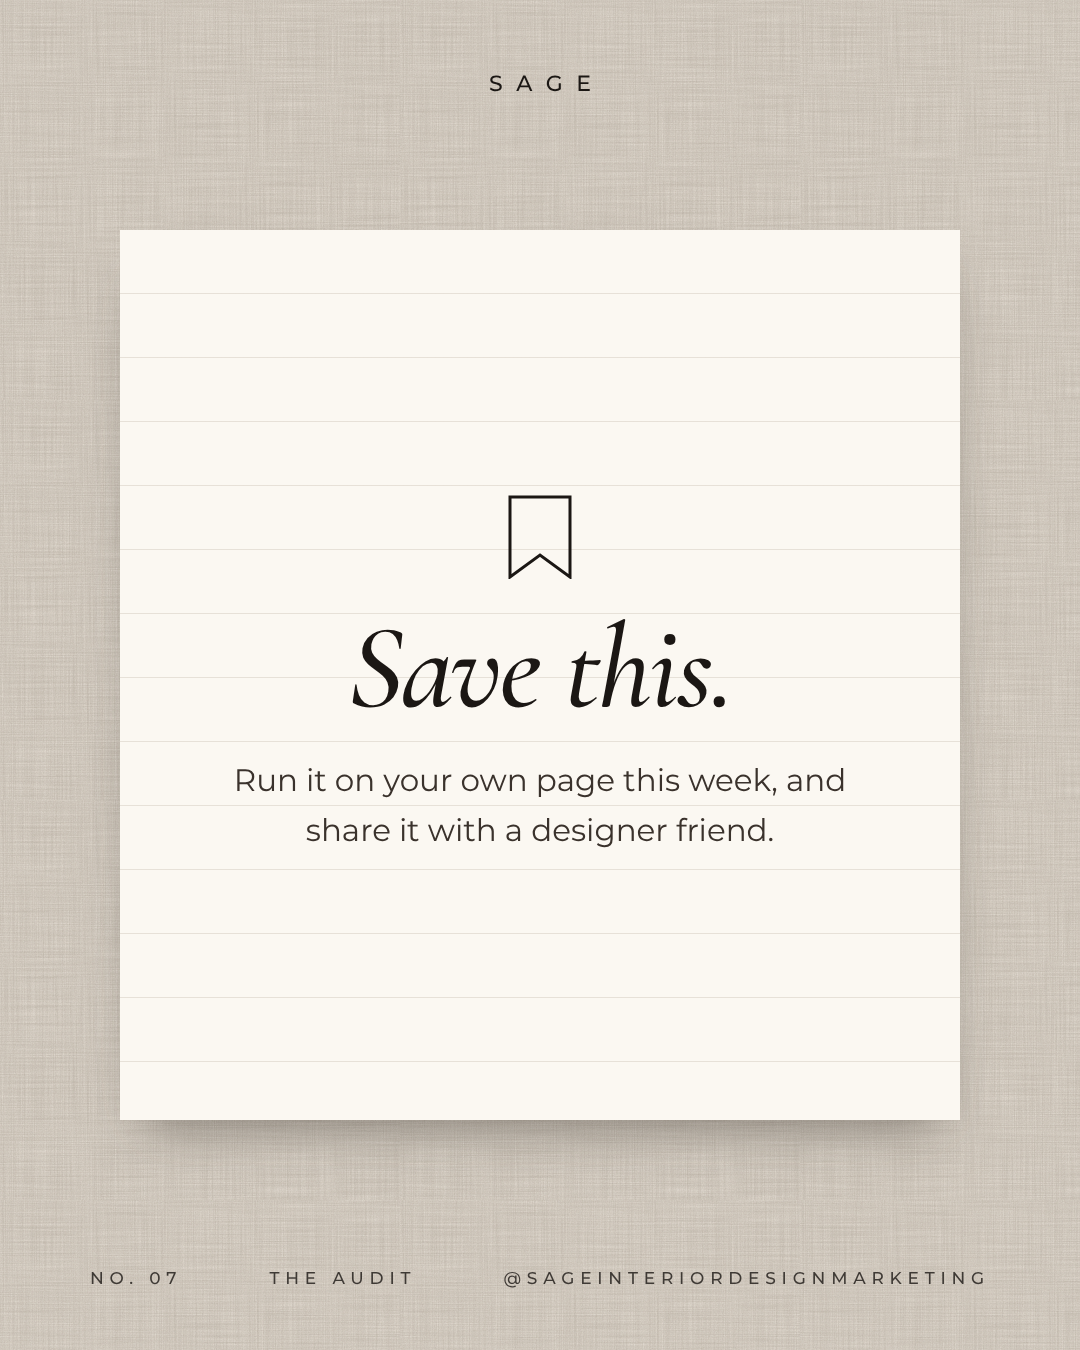 SAGE
Save this.
Run it on your own page this week, and
share it with a designer friend.
NO. 07 THE AUDIT @SAGEINTERIORDESIGNMARKETING